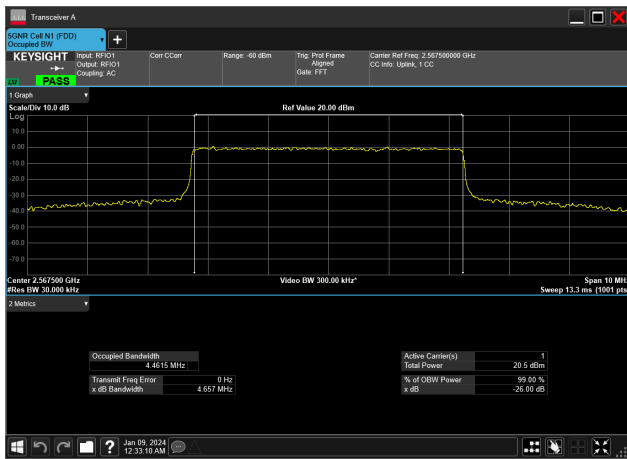 Transceiver A
5GNR Cell N1 (FDD)
Occupied BW
KEYSIGHT
Input: RFIO1
Output: RFIO1
Coupling: AC
Corr CCorr
Range: -60 dBm
Trig: Prot Frame
Aligned
Gate: FFT
Carrier Ref Freq: 2.567500000 GHz
CC Info: Uplink, 1 CC
PASS
1 Graph
Scale/Div 10.0 dB
Ref Value 20.00 dBm
Log
10.0
0.00
-10.0
-20.0
-30.0
-40.0
-50.0
-60.0
-70.0
Center 2.567500 GHz
Video BW 300.00 kHz*
Span 10 MHz
#Res BW 30.000 kHz
Sweep 13.3 ms (1001 pts
2 Metrics
Occupied Bandwidth
4.4615 MHz
Active Carrier(s) 1
Total Power 20.5 dBm
Transmit Freq Error 0 Hz
x dB Bandwidth 4.657 MHz
% of OBW Power 99.00 %
x dB -26.00 dB
Jan 09, 2024
12:33:10 AM